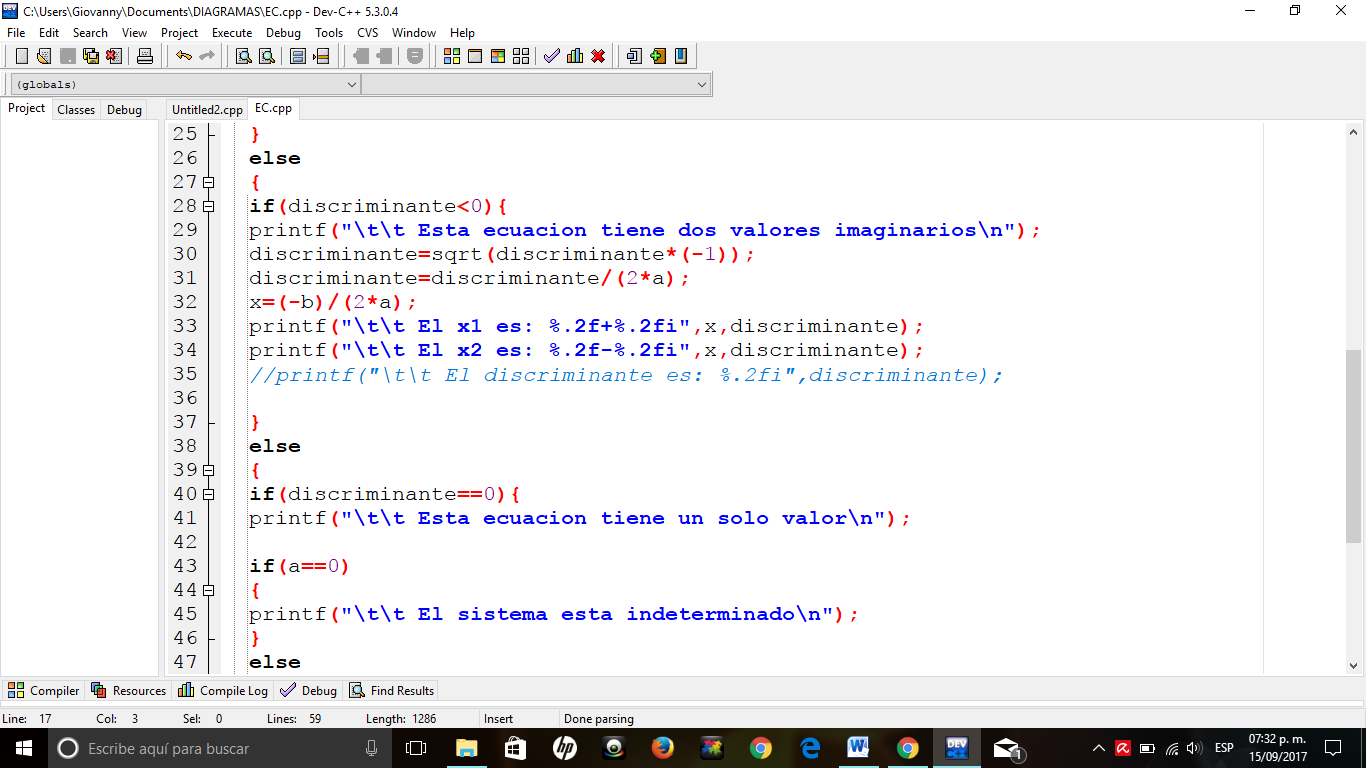 C:\Users\Giovanny\Documents\DIAGRAMAS\EC.cpp - Dev-C++ 5.3.0.4
File Edit Search View Project Execute Debug Tools CVS Window Help
(globals)
Project Classes Debug Untitled2.cpp EC.cpp
25 }
26 else
27 {
28 if(discriminante<0){
29 printf("\t\t Esta ecuacion tiene dos valores imaginarios\n");
30 discriminante=sqrt(discriminante*(-1));
31 discriminante=discriminante/(2*a);
32 x=(-b)/(2*a);
33 printf("\t\t El x1 es: %.2f+%.2fi",x,discriminante);
34 printf("\t\t El x2 es: %.2f-%.2fi",x,discriminante);
35 //printf("\t\t El discriminante es: %.2fi",discriminante);
36
37 }
38 else
39 {
40 if(discriminante==0){
41 printf("\t\t Esta ecuacion tiene un solo valor\n");
42
43 if(a==0)
44 {
45 printf("\t\t El sistema esta indeterminado\n");
46 }
47 else
Compiler Resources Compile Log Debug Find Results
Line: 17 Col: 3 Sel: 0 Lines: 59 Length: 1286 Insert Done parsing
Escribe aquí para buscar
hp
DEV
1
ESP
07:32 p. m.
15/09/2017